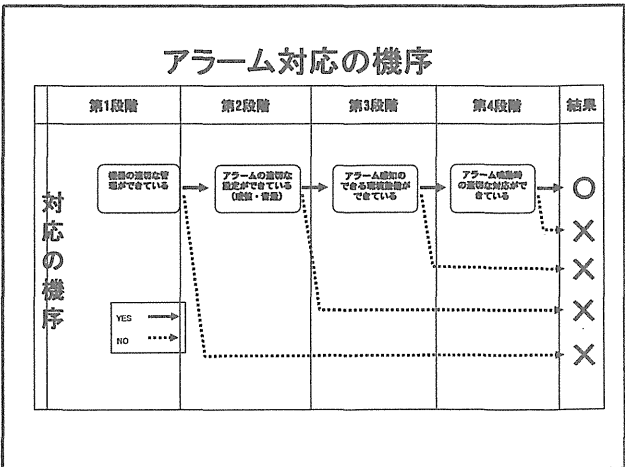 アラーム対応の機序
第1段階 第2段階 第3段階 第4段階 結果
対応の機序
機器の適切な管
理ができている
アラームの適切な
設定ができている
(閾値・音量)
アラーム感知の
できる環境整備が
できている
アラーム鳴動時
の適切な対応がで
きている
○
×
×
×
×
YES
NO